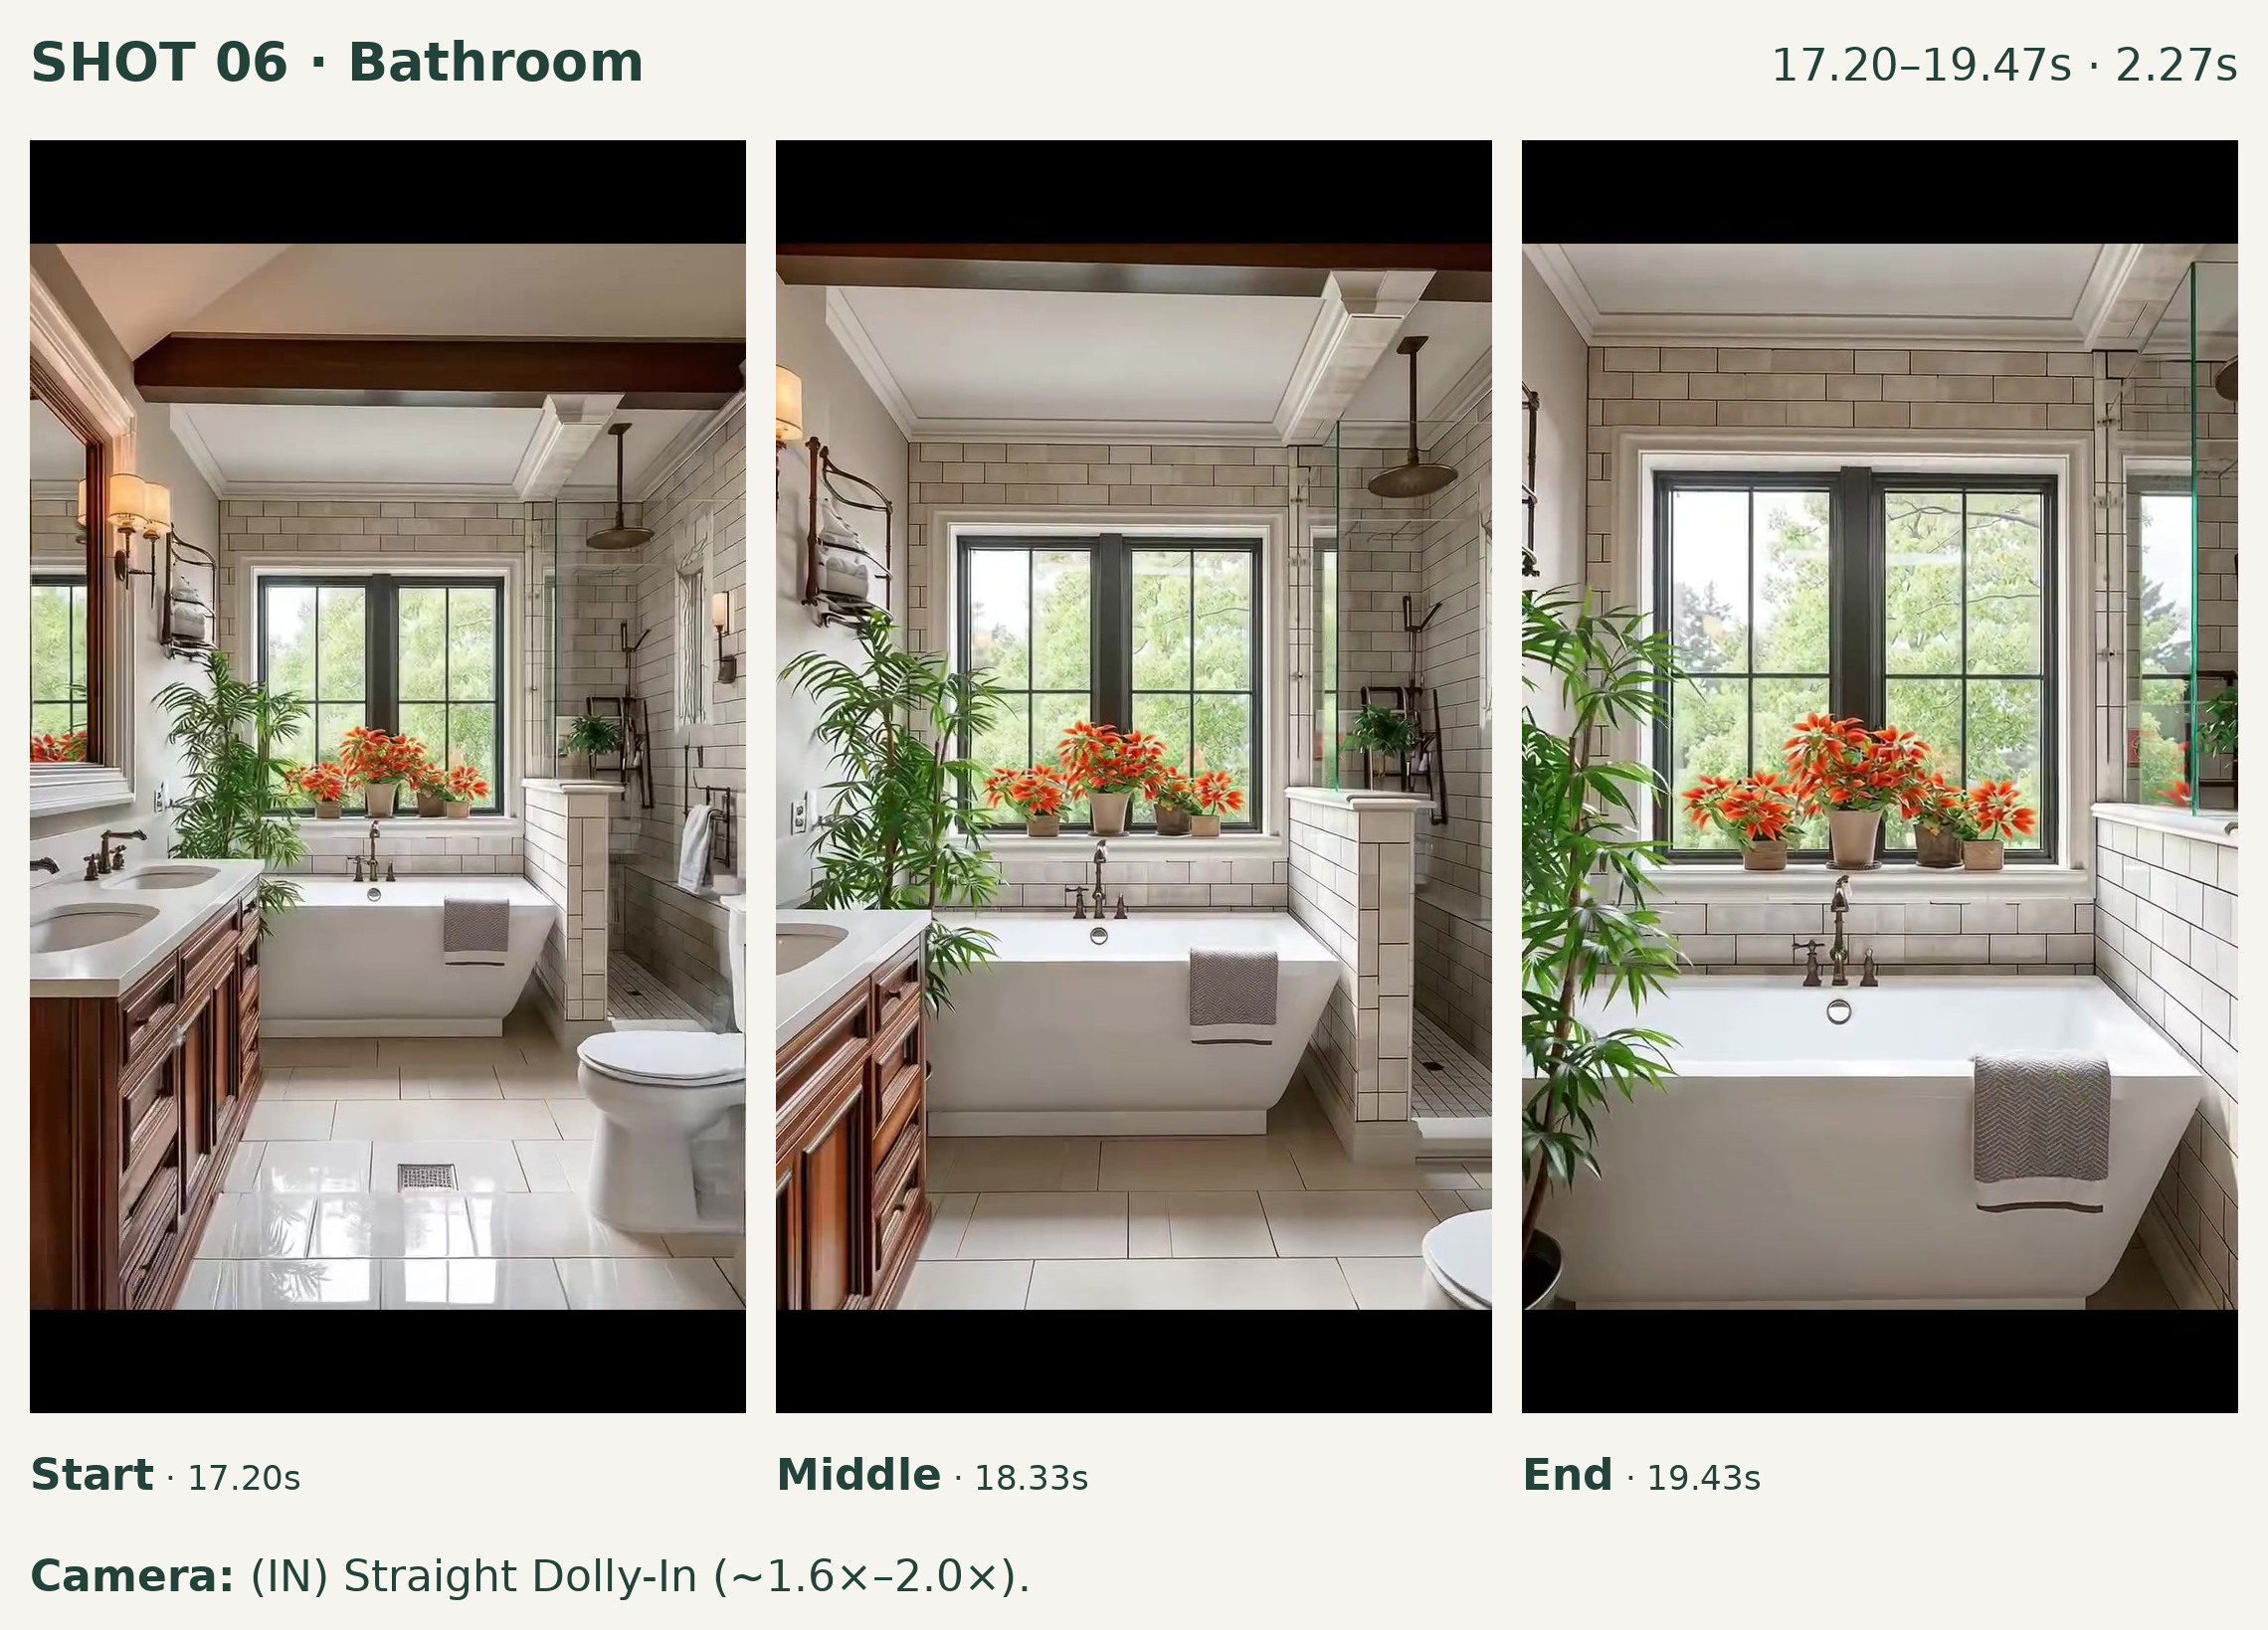 SHOT 06 · Bathroom
17.20–19.47s · 2.27s
Start · 17.20s
Middle · 18.33s
End · 19.43s
Camera: (IN) Straight Dolly-In (~1.6×–2.0×).